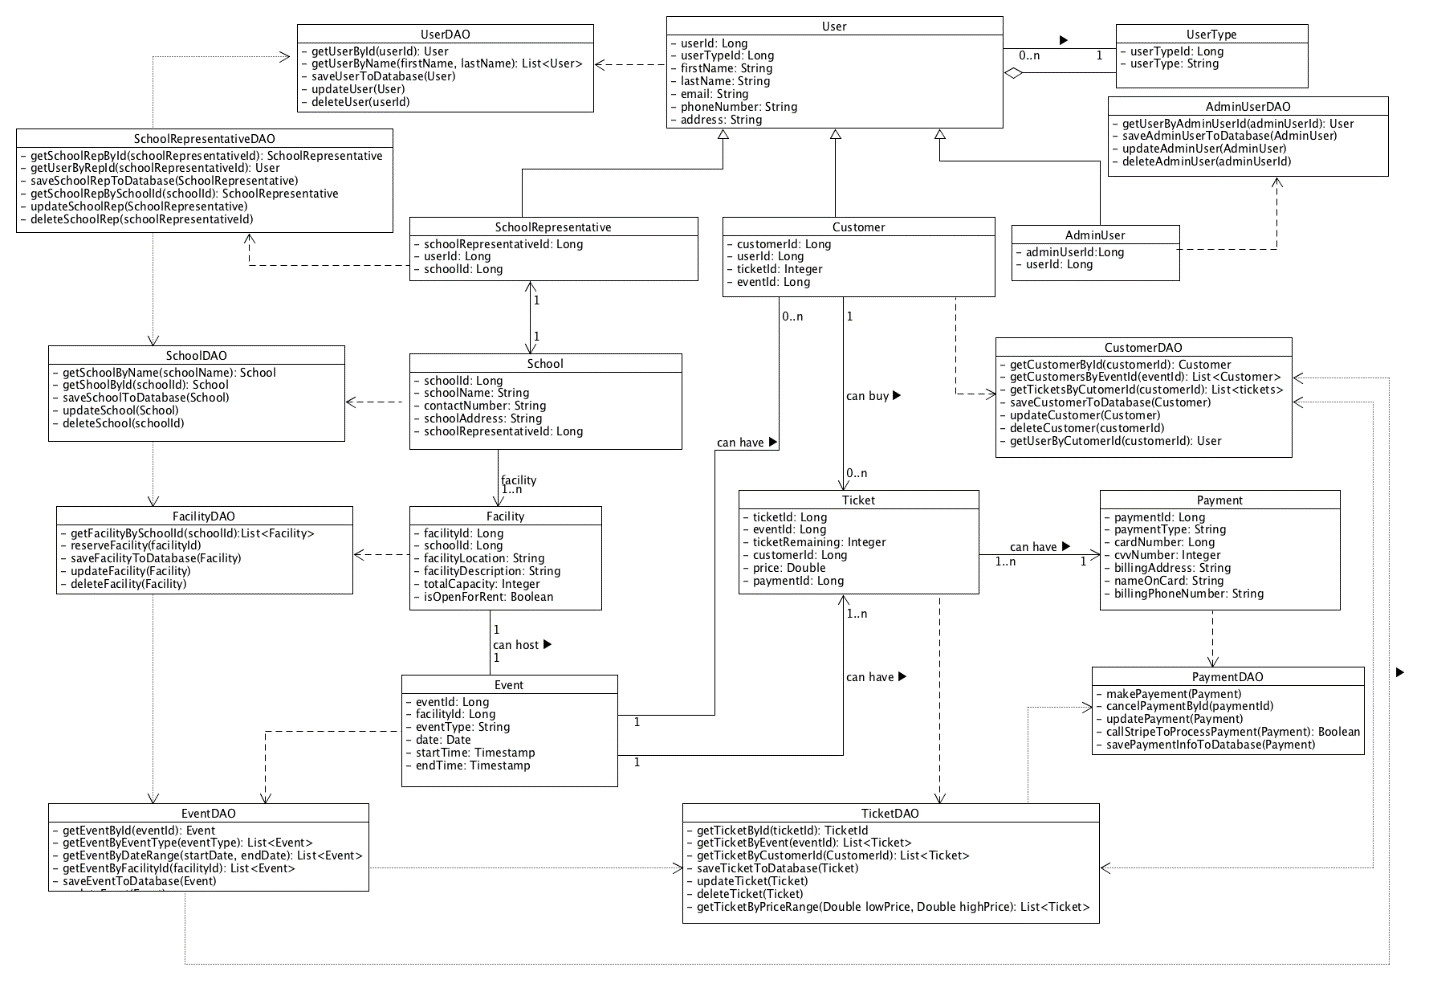 UserDAO
– getUserById(userId): User
– getUserByName(firstName, lastName): List<User>
– saveUserToDatabase(User)
– updateUser(User)
– deleteUser(userId)
User
– userId: Long
– userTypeId: Long
– firstName: String
– lastName: String
– email: String
– phoneNumber: String
– address: String
0..n
1
UserType
– userTypeId: Long
– userType: String
AdminUserDAO
– getUserByAdminUserId(adminUserId): User
– saveAdminUserToDatabase(AdminUser)
– updateAdminUser(AdminUser)
– deleteAdminUser(adminUserId)
SchoolRepresentativeDAO
– getSchoolRepById(schoolRepresentativeId): SchoolRepresentative
– getUserByRepId(schoolRepresentativeId): User
– saveSchoolRepToDatabase(SchoolRepresentative)
– getSchoolRepBySchoolId(schoolId): SchoolRepresentative
– updateSchoolRep(SchoolRepresentative)
– deleteSchoolRep(schoolRepresentativeId)
SchoolRepresentative
– schoolRepresentativeId: Long
– userId: Long
– schoolId: Long
Customer
– customerId: Long
– userId: Long
– ticketId: Integer
– eventId: Long
AdminUser
– adminUserId:Long
– userId: Long
1
1
0..n
1
SchoolDAO
– getSchoolByName(schoolName): School
– getShoolById(schoolId): School
– saveSchoolToDatabase(School)
– updateSchool(School)
– deleteSchool(schoolId)
School
– schoolId: Long
– schoolName: String
– contactNumber: String
– schoolAddress: String
– schoolRepresentativeId: Long
CustomerDAO
– getCustomerById(customerId): Customer
– getCustomersByEventId(eventId): List<Customer>
– getTicketsByCutomerId(customerId): List<tickets>
– saveCustomerToDatabase(Customer)
– updateCustomer(Customer)
– deleteCustomer(customerId)
– getUserByCutomerId(customerId): User
can buy
can have
0..n
facility
1..n
FacilityDAO
– getFacilityBySchoolId(schoolId):List<Facility>
– reserveFacility(facilityId)
– saveFacilityToDatabase(Facility)
– updateFacility(Facility)
– deleteFacility(Facility)
Facility
– facilityId: Long
– schoolId: Long
– facilityLocation: String
– facilityDescription: String
– totalCapacity: Integer
– isOpenForRent: Boolean
Ticket
– ticketId: Long
– eventId: Long
– ticketRemaining: Integer
– customerId: Long
– price: Double
– paymentId: Long
can have
1..n
1
Payment
– paymentId: Long
– paymentType: String
– cardNumber: Long
– cvvNumber: Integer
– billingAddress: String
– nameOnCard: String
– billingPhoneNumber: String
1
can host
1
1..n
can have
Event
– eventId: Long
– facilityId: Long
– eventType: String
– date: Date
– startTime: Timestamp
– endTime: Timestamp
1
1
PaymentDAO
– makePayement(Payment)
– cancelPaymentById(paymentId)
– updatePayment(Payment)
– callStripeToProcessPayment(Payment): Boolean
– savePaymentInfoToDatabase(Payment)
EventDAO
– getEventById(eventId): Event
– getEventByEventType(eventType): List<Event>
– getEventByDateRange(startDate, endDate): List<Event>
– getEventByFacilityId(facilityId): List<Event>
– saveEventToDatabase(Event)
TicketDAO
– getTicketById(ticketId): TicketId
– getTicketByEvent(eventId): List<Ticket>
– getTicketByCustomerId(CustomerId): List<Ticket>
– saveTicketToDatabase(Ticket)
– updateTicket(Ticket)
– deleteTicket(Ticket)
– getTicketByPriceRange(Double lowPrice, Double highPrice): List<Ticket>